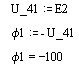 U_41 := E2
ϕ1 := - U_41
ϕ1 = -100